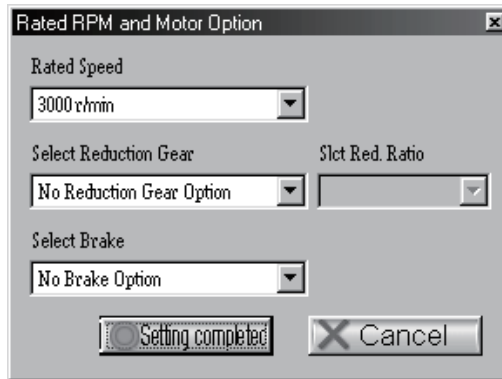 Rated RPM and Motor Option
Rated Speed
3000 r/min
Select Reduction Gear
Slct Red. Ratio
No Reduction Gear Option
Select Brake
No Brake Option
Setting completed
Cancel